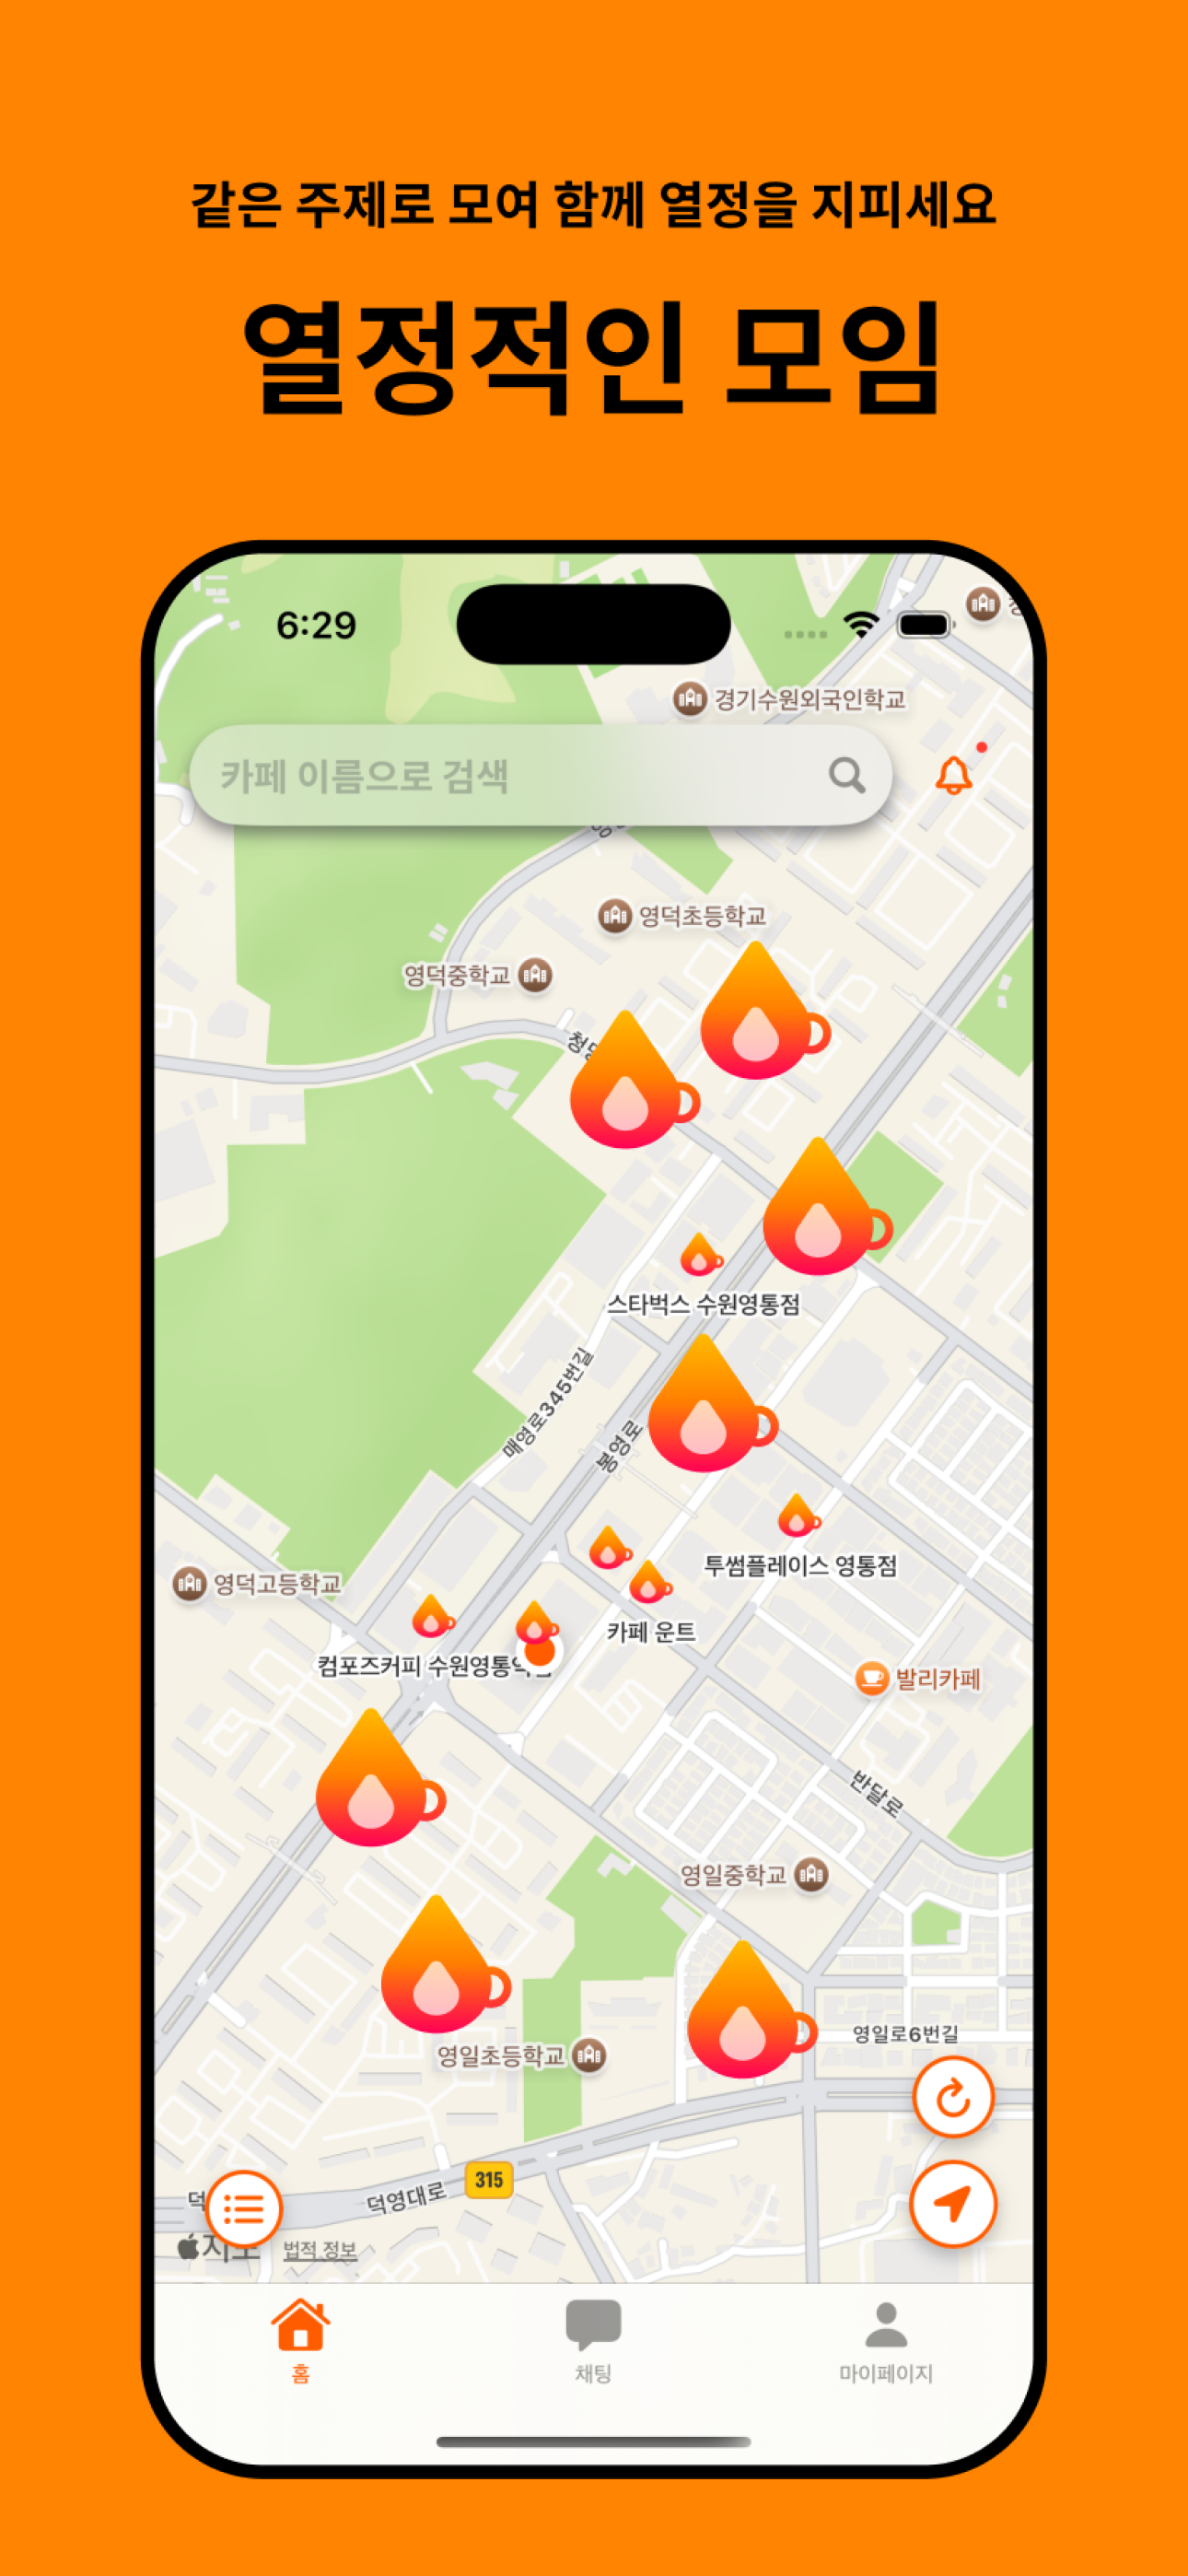 같은 주제로 모여 함께 열정을 지피세요
열정적인 모임
6:29
경기수원외국인학교
카페 이름으로 검색
영덕초등학교
영덕중학교
스타벅스 수원영통점
매영로345번길
봉영로
투썸플레이스 영통점
영덕고등학교
카페 운트
컴포즈커피 수원영통역점
발리카페
반달로
영일중학교
영일로6번길
영일초등학교
315
덕영대로
지도
법적 정보
홈
채팅
마이페이지